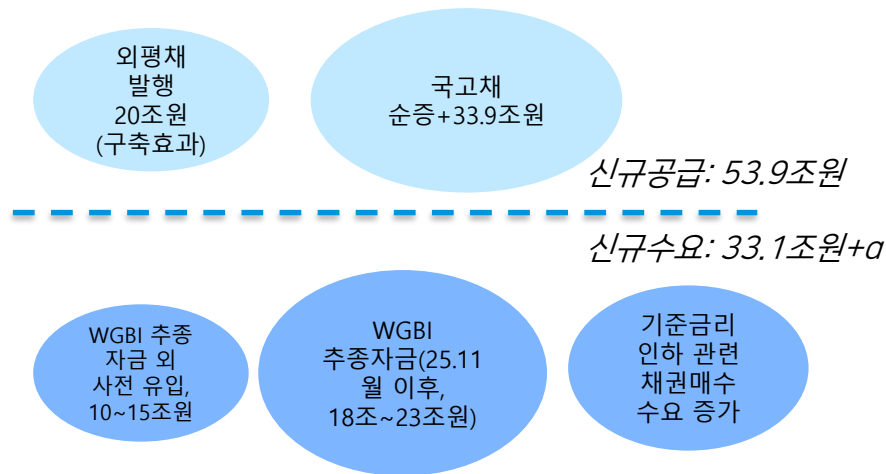 외평채
발행
20조원
(구축효과)
국고채
순증+33.9조원
신규공급: 53.9조원
신규수요: 33.1조원+α
WGBI 추종
자금 외
사전 유입,
10~15조원
WGBI
추종자금(25.11
월 이후,
18조~23조원)
기준금리
인하 관련
채권매수
수요 증가